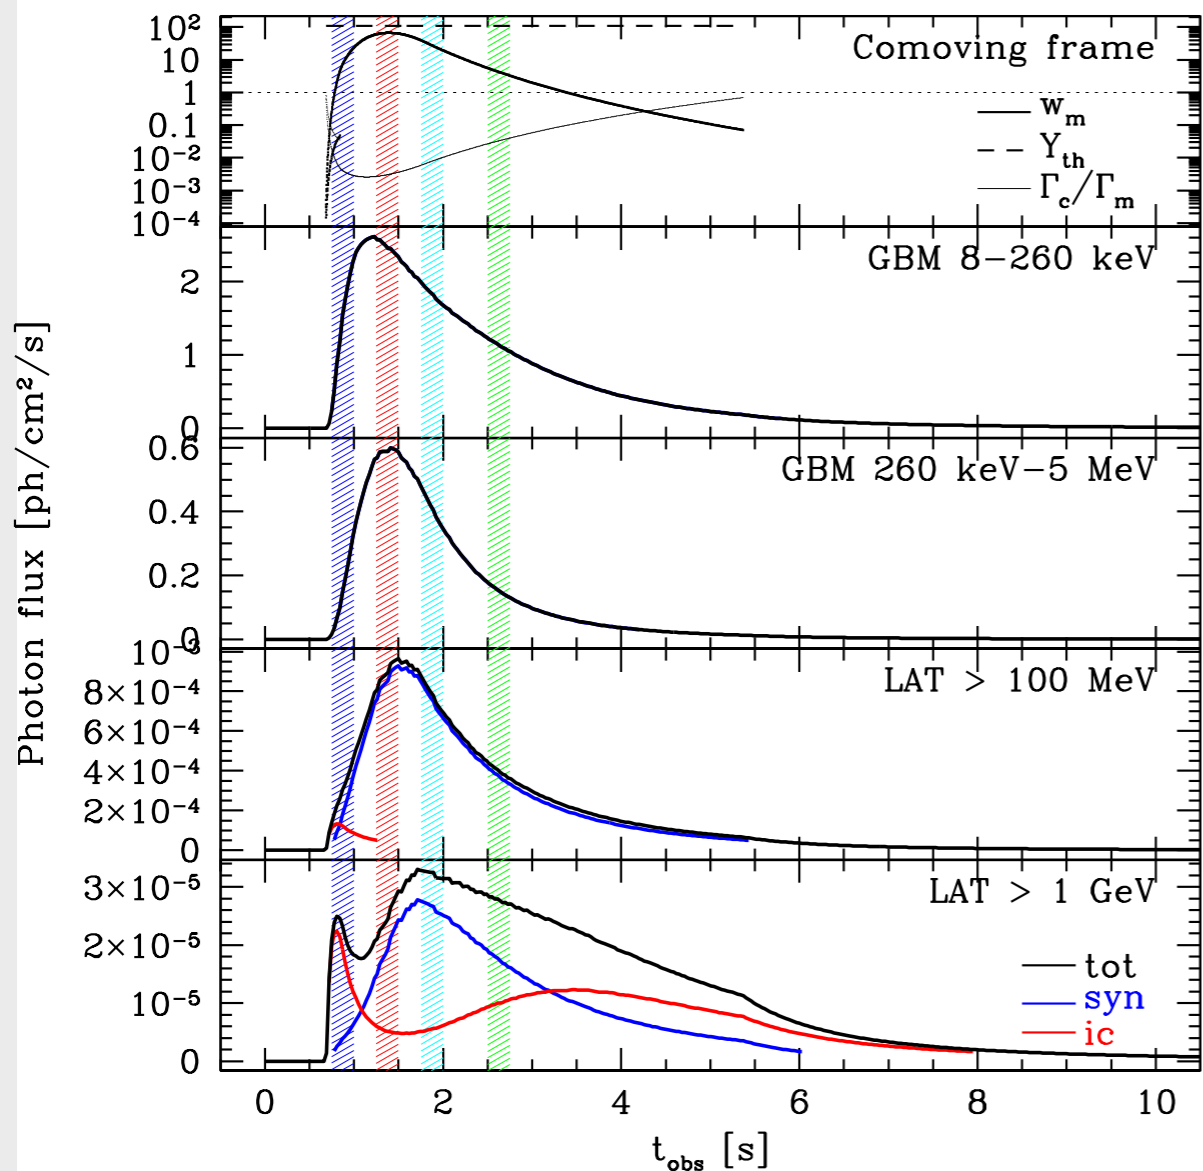 Comoving frame
10²
10
1
0.1
10⁻²
10⁻³
10⁻⁴
w_m
Y_th
Γ_c/Γ_m
GBM 8−260 keV
2
1
0
GBM 260 keV−5 MeV
0.6
0.4
0.2
0
LAT > 100 MeV
10⁻³
8×10⁻⁴
6×10⁻⁴
4×10⁻⁴
2×10⁻⁴
0
LAT > 1 GeV
3×10⁻⁵
2×10⁻⁵
10⁻⁵
0
tot
syn
ic
Photon flux [ph/cm²/s]
0 2 4 6 8 10
t_obs [s]